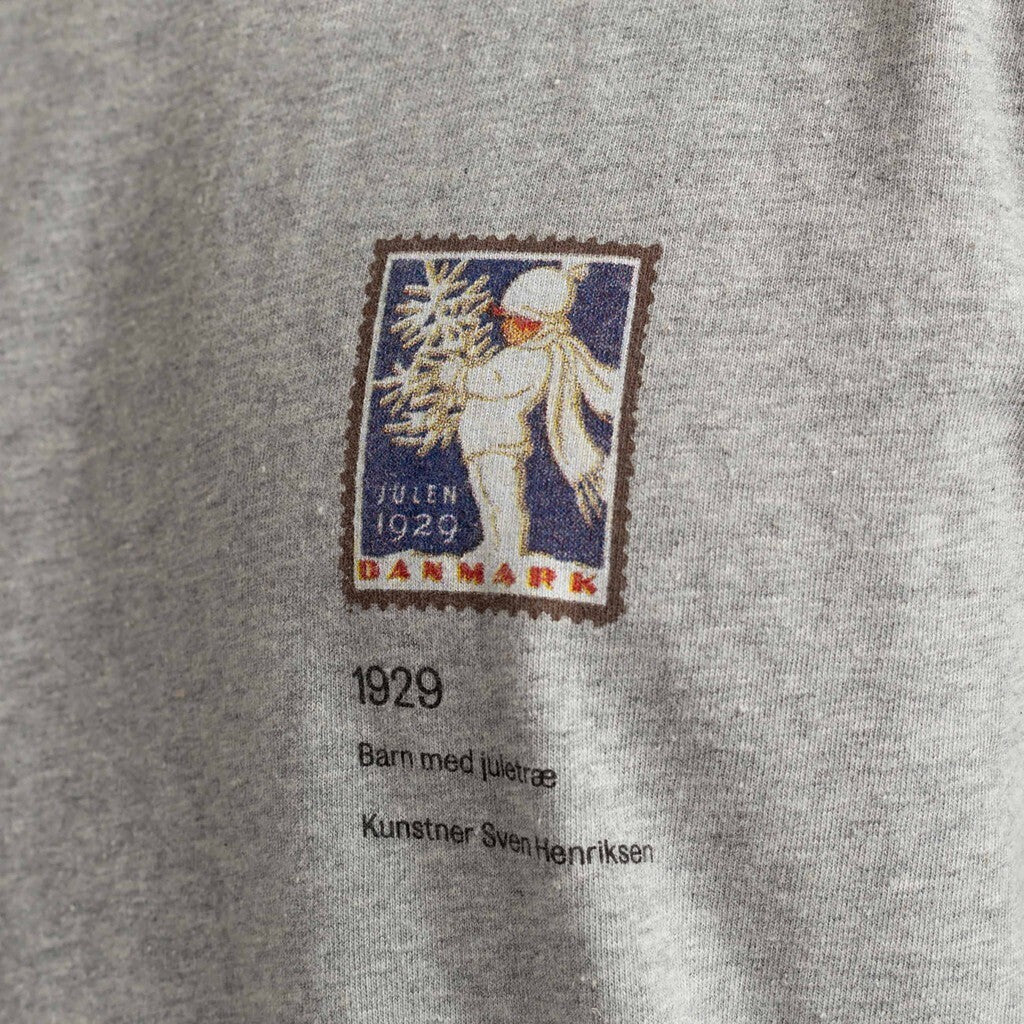 JULEN
1929
DANMARK
1929
Barn med juletræ
Kunstner Sven Henriksen